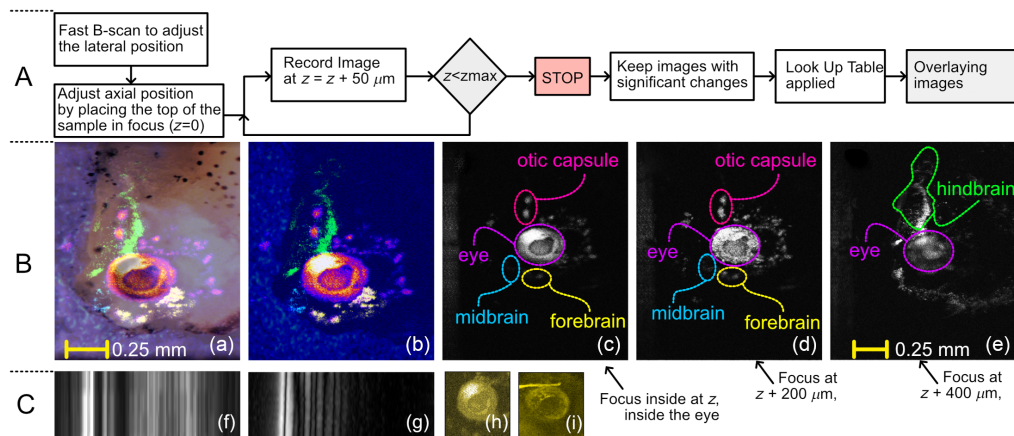 A
Fast B-scan to adjust
the lateral position
Adjust axial position
by placing the top of the
sample in focus (z=0)
Record Image
at z = z + 50 μm
z<zmax
STOP
Keep images with
significant changes
Look Up Table
applied
Overlaying
images
B
0.25 mm
(a)
(b)
otic capsule
eye
midbrain
forebrain
(c)
otic capsule
eye
midbrain
forebrain
(d)
hindbrain
eye
0.25 mm
(e)
C
(f)
(g)
(h)
(i)
Focus inside at z,
inside the eye
Focus at
z + 200 μm,
Focus at
z + 400 μm,